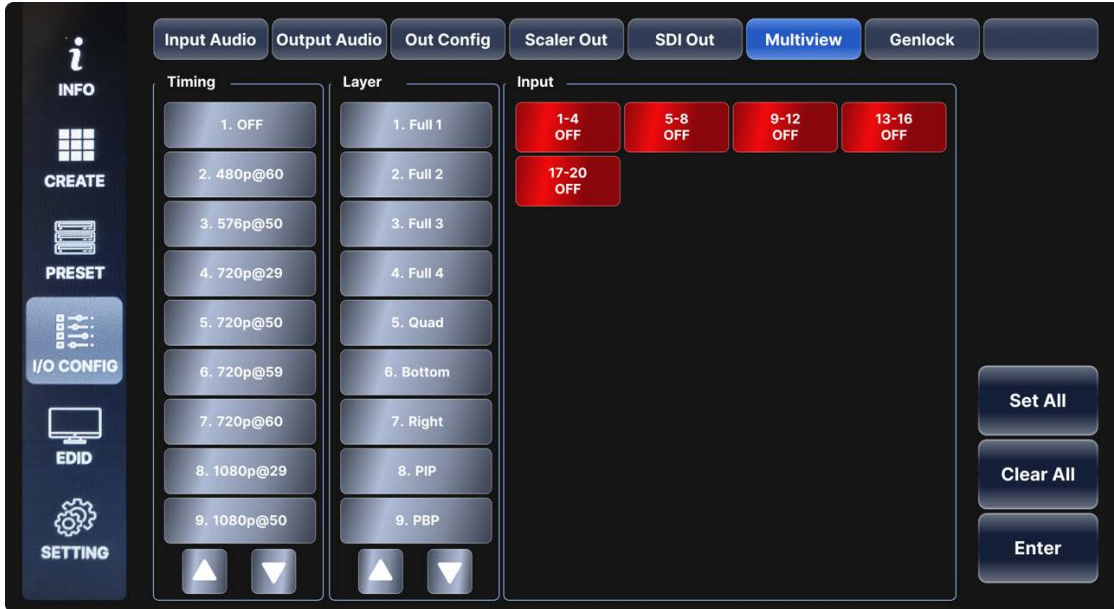 Input Audio
Output Audio
Out Config
Scaler Out
SDI Out
Multiview
Genlock
INFO
CREATE
PRESET
I/O CONFIG
EDID
SETTING
Timing
1. OFF
2. 480p@60
3. 576p@50
4. 720p@29
5. 720p@50
6. 720p@59
7. 720p@60
8. 1080p@29
9. 1080p@50
Layer
1. Full 1
2. Full 2
3. Full 3
4. Full 4
5. Quad
6. Bottom
7. Right
8. PIP
9. PBP
Input
1-4
OFF
5-8
OFF
9-12
OFF
13-16
OFF
17-20
OFF
Set All
Clear All
Enter